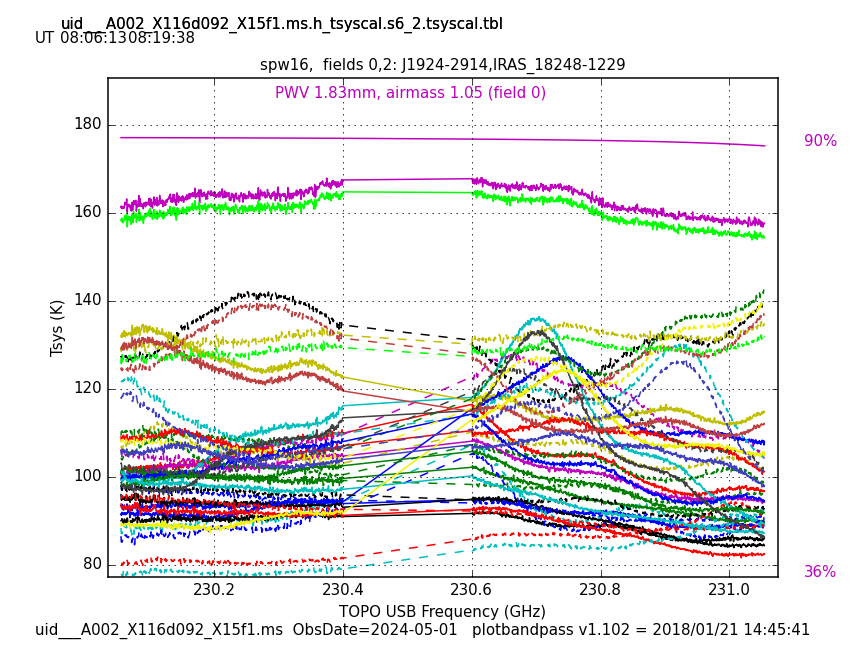 uid___A002_X116d092_X15f1.ms.h_tsyscal.s6_2.tsyscal.tbl
UT 08:06:13 08:19:38
spw16,  fields 0,2: J1924-2914,IRAS_18248-1229
PWV 1.83mm, airmass 1.05 (field 0)
180
90%
160
140
Tsys (K)
120
100
80
36%
230.2 230.4 230.6 230.8 231.0
TOPO USB Frequency (GHz)
uid___A002_X116d092_X15f1.ms  ObsDate=2024-05-01   plotbandpass v1.102 = 2018/01/21 14:45:41